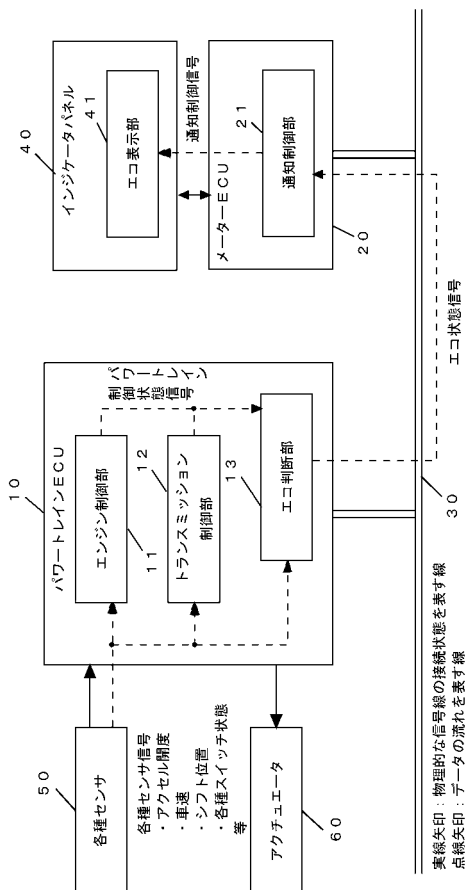 10
パワートレインECU
エンジン制御部
11
トランスミッション
制御部
12
エコ判断部
13
パワートレイン
制御状態信号
50
各種センサ
各種センサ信号
・アクセル開度
・車速
・シフト位置
・各種スイッチ状態
等
アクチュエータ
60
40
インジケータパネル
41
エコ表示部
通知制御信号
メーターECU
21
通知制御部
20
エコ状態信号
30
実線矢印：物理的な信号線の接続状態を表す線
点線矢印：データの流れを表す線